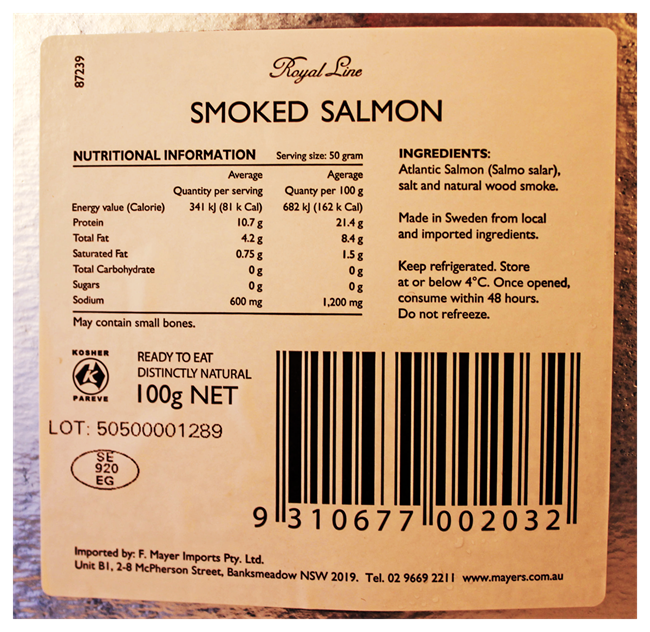 87239
Royal Line
SMOKED SALMON
NUTRITIONAL INFORMATION Serving size: 50 gram
Average Agerage
Quantity per serving Quanty per 100 g
Energy value (Calorie) 341 kJ (81 k Cal) 682 kJ (162 k Cal)
Protein 10.7 g 21.4 g
Total Fat 4.2 g 8.4 g
Saturated Fat 0.75 g 1.5 g
Total Carbohydrate 0 g 0 g
Sugars 0 g 0 g
Sodium 600 mg 1,200 mg
May contain small bones.
INGREDIENTS:
Atlantic Salmon (Salmo salar),
salt and natural wood smoke.
Made in Sweden from local
and imported ingredients.
Keep refrigerated. Store
at or below 4°C. Once opened,
consume within 48 hours.
Do not refreeze.
KOSHER
K
PAREVE
READY TO EAT
DISTINCTLY NATURAL
100g NET
LOT: 50500001289
SE
920
EG
9 310677 002032
Imported by: F. Mayer Imports Pty. Ltd.
Unit B1, 2-8 McPherson Street, Banksmeadow NSW 2019. Tel. 02 9669 2211 www.mayers.com.au